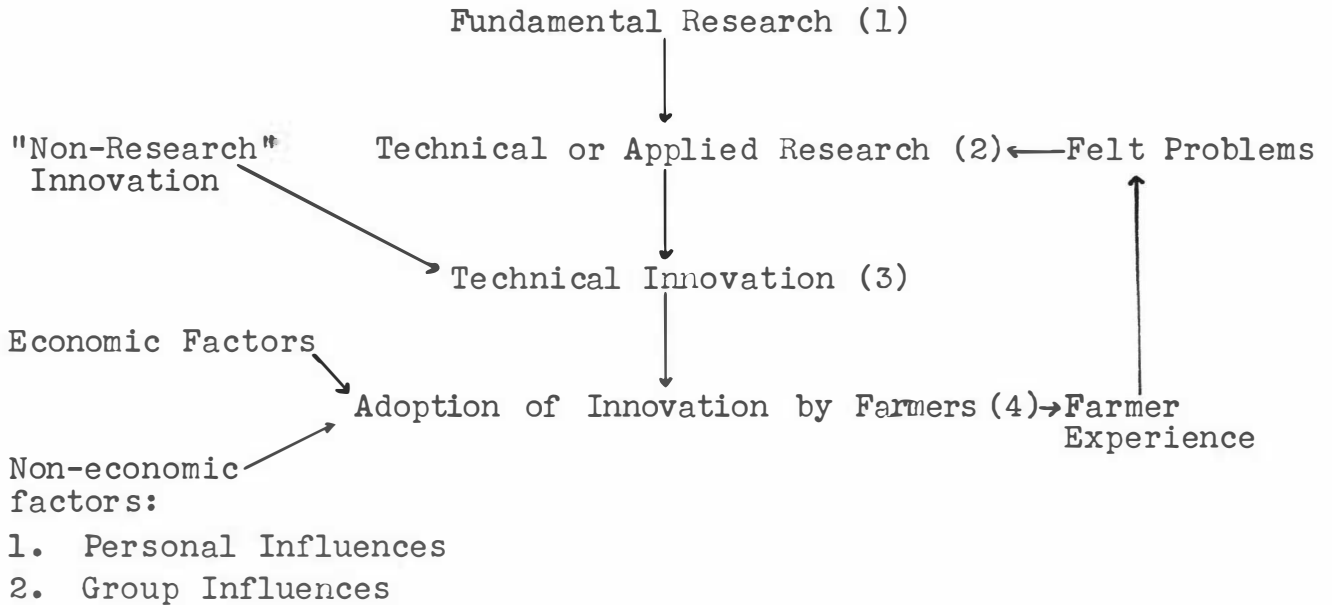 Fundamental Research (1)
"Non-Research" Technical or Applied Research (2) Felt Problems
Innovation
Technical Innovation (3)
Economic Factors
Adoption of Innovation by Farmers (4) Farmer
Experience
Non-economic
factors:
1. Personal Influences
2. Group Influences